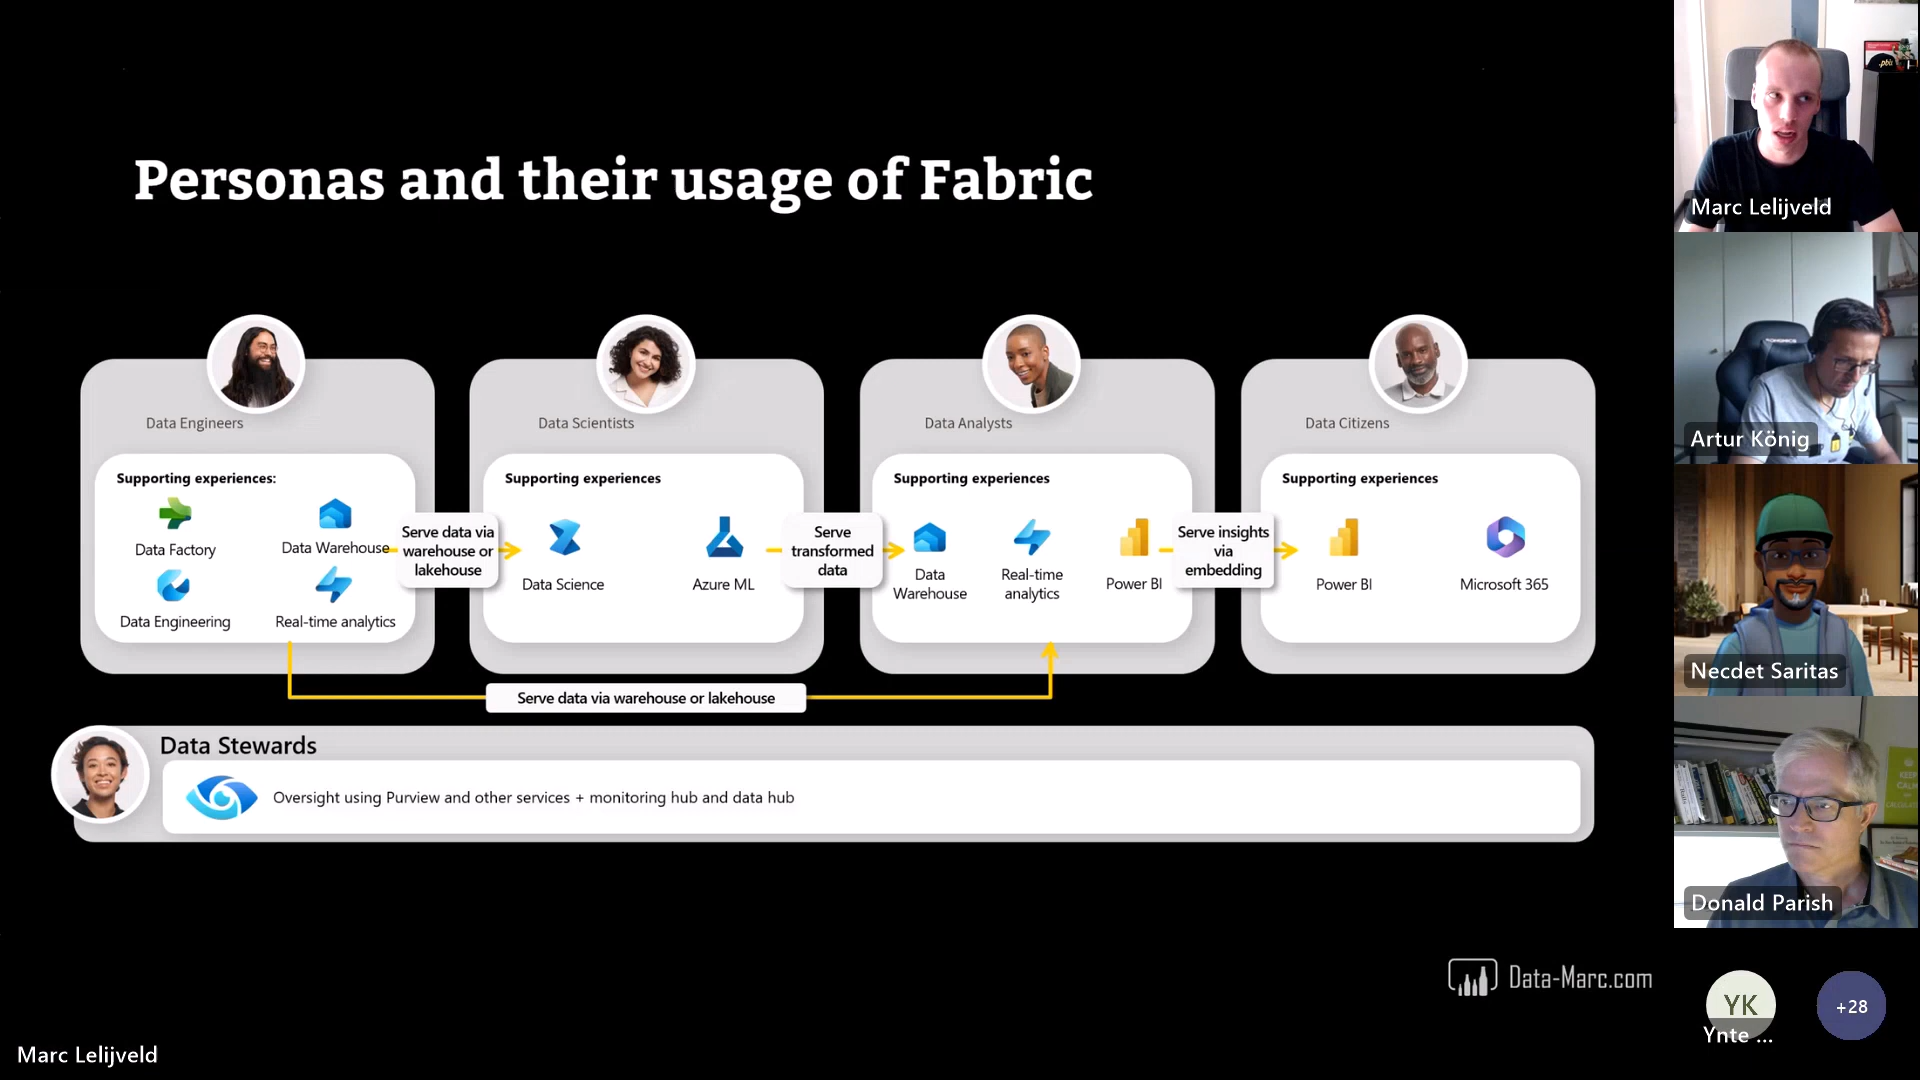 Personas and their usage of Fabric
Data Engineers
Supporting experiences:
Data Factory
Data Warehouse
Data Engineering
Real-time analytics
Serve data via
warehouse or
lakehouse
Data Scientists
Supporting experiences
Data Science
Azure ML
Serve
transformed
data
Data Analysts
Supporting experiences
Data
Warehouse
Real-time
analytics
Power BI
Serve insights
via
embedding
Data Citizens
Supporting experiences
Power BI
Microsoft 365
Serve data via warehouse or lakehouse
Data Stewards
Oversight using Purview and other services + monitoring hub and data hub
Data-Marc.com
Marc Lelijveld
Marc Lelijveld
Artur König
Necdet Saritas
KEEP
CALM
Donald Parish
YK
Ynte ...
+28